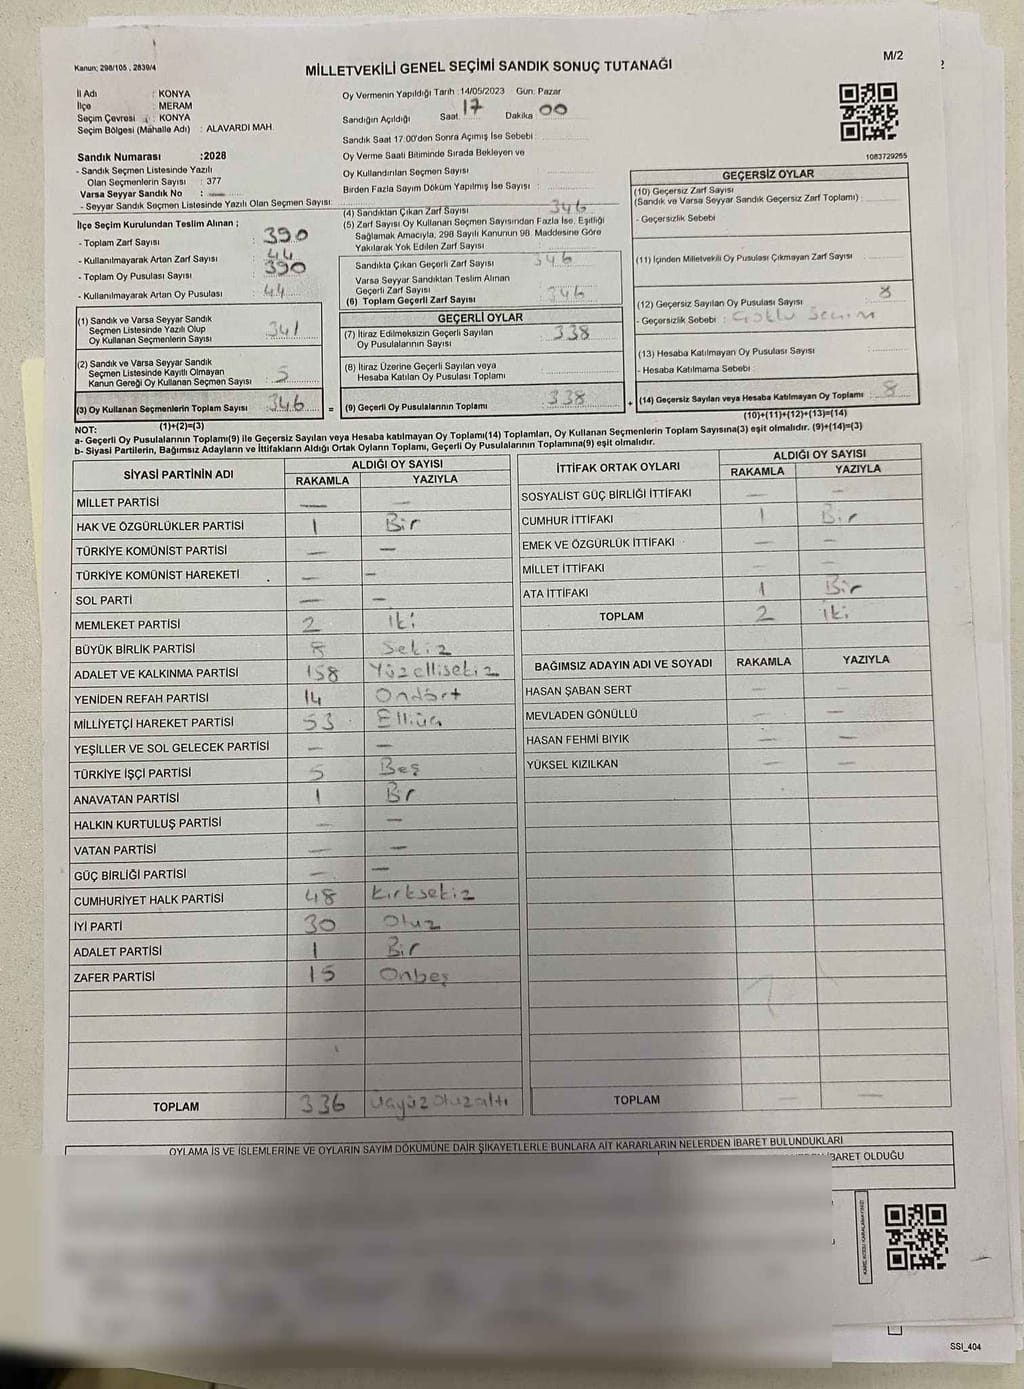 Kanun; 298/105 , 2839/4
M/2
MİLLETVEKİLİ GENEL SEÇİMİ SANDIK SONUÇ TUTANAĞI
İl Adı : KONYA
İlçe : MERAM
Seçim Çevresi : KONYA
Seçim Bölgesi (Mahalle Adı) : ALAVARDI MAH.
Oy Vermenin Yapıldığı Tarih :14/05/2023 Gün: Pazar
Sandığın Açıldığı Saat 17 Dakika 00
Sandık Saat 17.00'den Sonra Açımış İse Sebebi
Oy Verme Saati Bitiminde Sırada Bekleyen ve
Oy Kullandırılan Seçmen Sayısı
Birden Fazla Sayım Döküm Yapılmış İse Sayısı :
1083729265
Sandık Numarası :2028
- Sandık Seçmen Listesinde Yazılı
Olan Seçmenlerin Sayısı : 377
Varsa Seyyar Sandık No :
- Seyyar Sandık Seçmen Listesinde Yazılı Olan Seçmen Sayısı:
İlçe Seçim Kurulundan Teslim Alınan ;
- Toplam Zarf Sayısı : 390
- Kullanılmayarak Artan Zarf Sayısı : 44
- Toplam Oy Pusulası Sayısı : 390
- Kullanılmayarak Artan Oy Pusulası : 44
(1) Sandık ve Varsa Seyyar Sandık
Seçmen Listesinde Yazılı Olup
Oy Kullanan Seçmenlerin Sayısı : 341
(2) Sandık ve Varsa Seyyar Sandık
Seçmen Listesinde Kayıtlı Olmayan
Kanun Gereği Oy Kullanan Seçmen Sayısı : 5
(3) Oy Kullanan Seçmenlerin Toplam Sayısı : 346
(1)+(2)=(3)
(4) Sandıktan Çıkan Zarf Sayısı : 346
(5) Zarf Sayısı Oy Kullanan Seçmen Sayısından Fazla İse, Eşitliği
Sağlamak Amacıyla, 298 Sayılı Kanunun 98. Maddesine Göre
Yakılarak Yok Edilen Zarf Sayısı :
Sandıkta Çıkan Geçerli Zarf Sayısı : 346
Varsa Seyyar Sandıktan Teslim Alınan
Geçerli Zarf Sayısı
(6) Toplam Geçerli Zarf Sayısı : 346
GEÇERLİ OYLAR
(7) İtiraz Edilmeksizin Geçerli Sayılan
Oy Pusulalarının Sayısı : 338
(8) İtiraz Üzerine Geçerli Sayılan veya
Hesaba Katılan Oy Pusulası Toplamı :
= (9) Geçerli Oy Pusulalarının Toplamı : 338 +
GEÇERSİZ OYLAR
(10) Geçersiz Zarf Sayısı
(Sandık ve Varsa Seyyar Sandık Geçersiz Zarf Toplamı) :
- Geçersizlik Sebebi :
(11) İçinden Milletvekili Oy Pusulası Çıkmayan Zarf Sayısı
(12) Geçersiz Sayılan Oy Pusulası Sayısı : 8
- Geçersizlik Sebebi :
(13) Hesaba Katılmayan Oy Pusulası Sayısı :
- Hesaba Katılmama Sebebi :
(14) Geçersiz Sayılan veya Hesaba Katılmayan Oy Toplamı : 8
(10)+(11)+(12)+(13)=(14)
NOT:
a- Geçerli Oy Pusulalarının Toplamı(9) ile Geçersiz Sayılan veya Hesaba katılmayan Oy Toplamı(14) Toplamları, Oy Kullanan Seçmenlerin Toplam Sayısına(3) eşit olmalıdır. (9)+(14)=(3)
b- Siyasi Partilerin, Bağımsız Adayların ve İttifakların Aldığı Ortak Oyların Toplamı, Geçerli Oy Pusulalarının Toplamına(9) eşit olmalıdır.
SİYASİ PARTİNİN ADI ALDIĞI OY SAYISI
RAKAMLA YAZIYLA
MİLLET PARTİSİ — —
HAK VE ÖZGÜRLÜKLER PARTİSİ 1 Bir
TÜRKİYE KOMÜNİST PARTİSİ — —
TÜRKİYE KOMÜNİST HAREKETİ — —
SOL PARTİ — —
MEMLEKET PARTİSİ 2 iki
BÜYÜK BİRLİK PARTİSİ 8 Sekiz
ADALET VE KALKINMA PARTİSİ 158 Yüzellisekiz
YENİDEN REFAH PARTİSİ 14 Ondört
MİLLİYETÇİ HAREKET PARTİSİ 53 Elliüç
YEŞİLLER VE SOL GELECEK PARTİSİ — —
TÜRKİYE İŞÇİ PARTİSİ 5 Beş
ANAVATAN PARTİSİ 1 Bir
HALKIN KURTULUŞ PARTİSİ — —
VATAN PARTİSİ — —
GÜÇ BİRLİĞİ PARTİSİ — —
CUMHURİYET HALK PARTİSİ 48 Kırksekiz
İYİ PARTİ 30 Otuz
ADALET PARTİSİ 1 Bir
ZAFER PARTİSİ 15 Onbeş
TOPLAM 336 Üçyüzotuzaltı
İTTİFAK ORTAK OYLARI ALDIĞI OY SAYISI
RAKAMLA YAZIYLA
SOSYALİST GÜÇ BİRLİĞİ İTTİFAKI — —
CUMHUR İTTİFAKI 1 Bir
EMEK VE ÖZGÜRLÜK İTTİFAKI — —
MİLLET İTTİFAKI — —
ATA İTTİFAKI 1 Bir
TOPLAM 2 iki
BAĞIMSIZ ADAYIN ADI VE SOYADI RAKAMLA YAZIYLA
HASAN ŞABAN SERT — —
MEVLADEN GÖNÜLLÜ — —
HASAN FEHMİ BIYIK — —
YÜKSEL KIZILKAN — —
TOPLAM — —
OYLAMA İŞ VE İŞLEMLERİNE VE OYLARIN SAYIM DÖKÜMÜNE DAİR ŞİKAYETLERLE BUNLARA AİT KARARLARIN NELERDEN İBARET BULUNDUKLARI
İBARET OLDUĞU
SSI_404